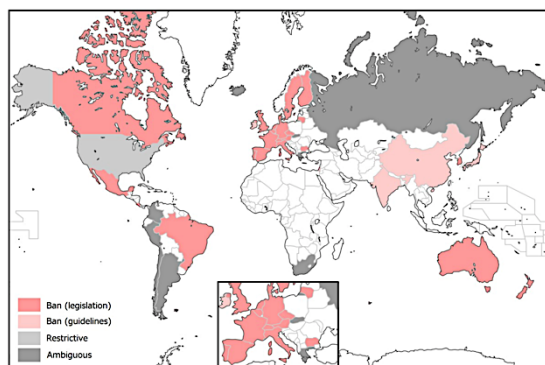 Ban (legislation)
Ban (guidelines)
Restrictive
Ambiguous